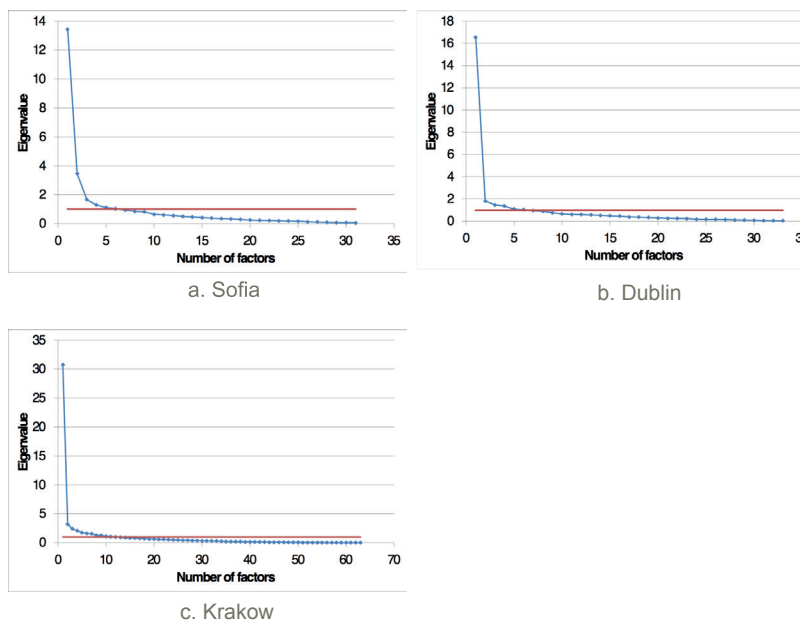 14
12
10
8
6
4
2
0
Eigenvalue
0 5 10 15 20 25 30 35
Number of factors
a. Sofia
18
16
14
12
10
8
6
4
2
0
Eigenvalue
0 5 10 15 20 25 30 35
Number of factors
b. Dublin
35
30
25
20
15
10
5
0
Eigenvalue
0 10 20 30 40 50 60 70
Number of factors
c. Krakow